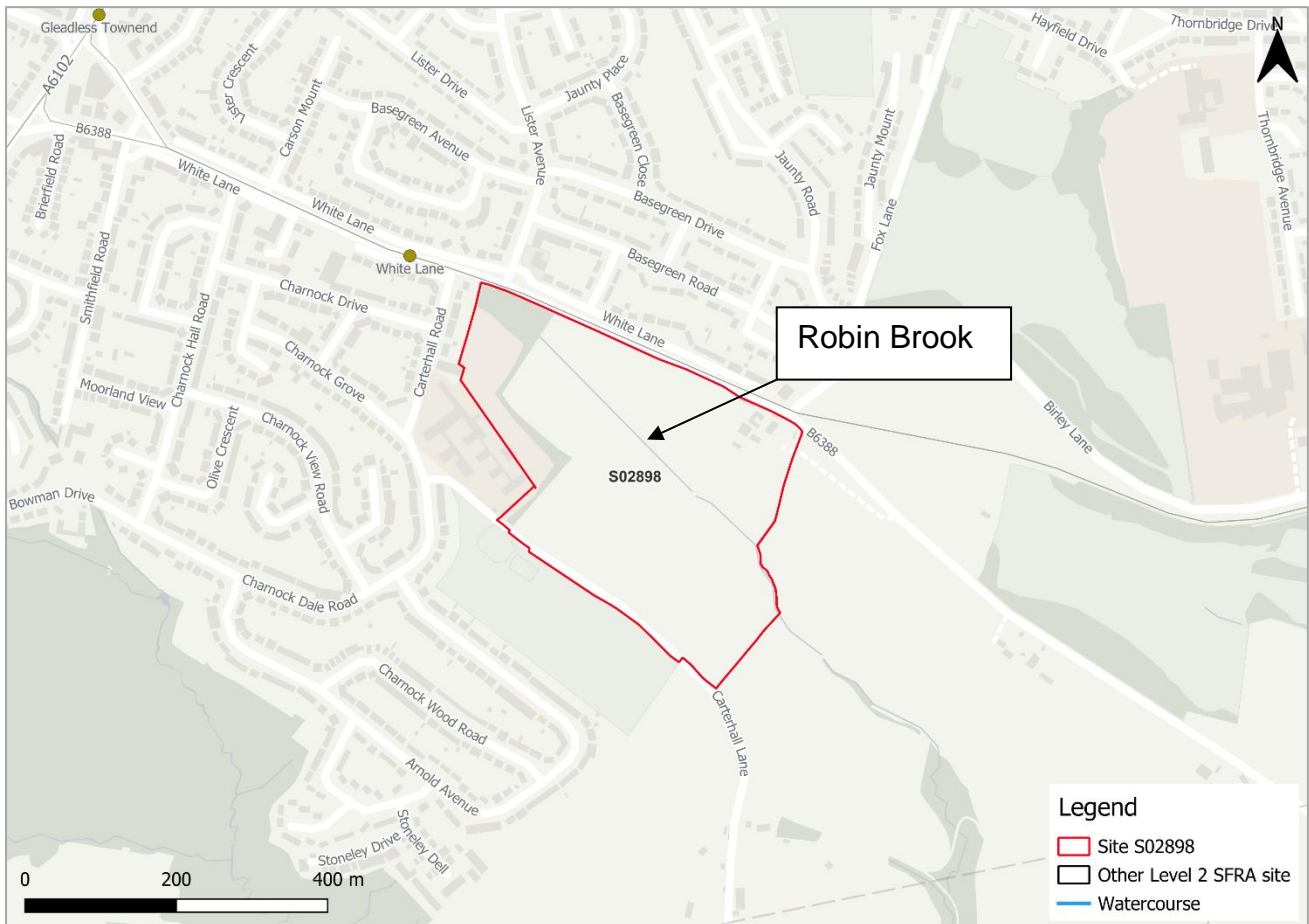 Gleadless Townend
A6102
B6388
Lister Crescent
Carson Mount
Lister Drive
Jaunty Place
Basegreen Avenue
Lister Avenue
Basegreen Close
Hayfield Drive
Thornbridge Drive
N
Thornbridge Avenue
Jaunty Mount
Jaunty Road
Fox Lane
Brierfield Road
White Lane
White Lane
Basegreen Drive
Basegreen Road
White Lane
Smithfield Road
Charnock Hall Road
Charnock Drive
Carterhall Road
White Lane
Robin Brook
Charnock Grove
Moorland View
Olive Crescent
Charnock View Road
B6388
Birley Lane
S02898
Bowman Drive
Charnock Dale Road
Charnock Wood Road
Arnold Avenue
Carterhall Lane
Stoneley Drive
Stoneley Dell
Legend
Site S02898
Other Level 2 SFRA site
Watercourse
0 200 400 m